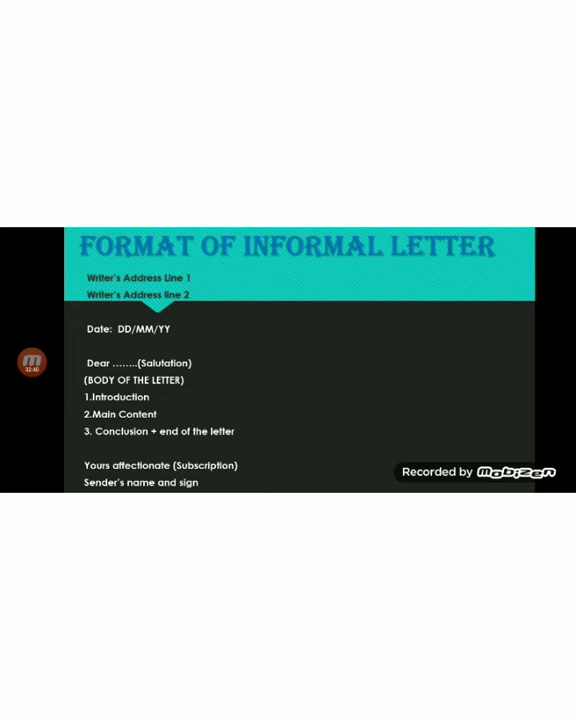 FORMAT OF INFORMAL LETTER
Writer's Address Line 1
Writer's Address line 2
Date: DD/MM/YY
Dear ........(Salutation)
(BODY OF THE LETTER)
1.Introduction
2.Main Content
3. Conclusion + end of the letter
Yours affectionate (Subscription)
Sender's name and sign
32:40
Recorded by mobizen